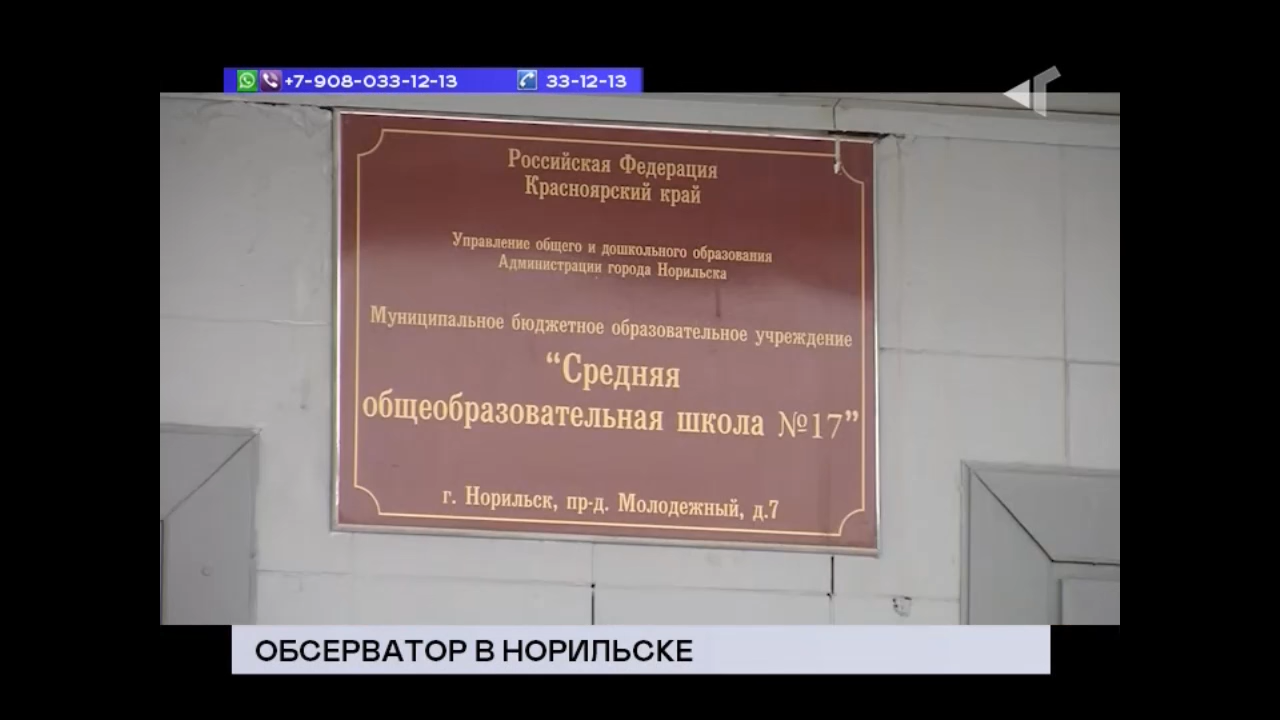 +7-908-033-12-13 33-12-13
Российская Федерация
Красноярский край
Управление общего и дошкольного образования
Администрации города Норильска
Муниципальное бюджетное образовательное учреждение
“Средняя
общеобразовательная школа №17”
г. Норильск, пр-д. Молодежный, д.7
ОБСЕРВАТОР В НОРИЛЬСКЕ